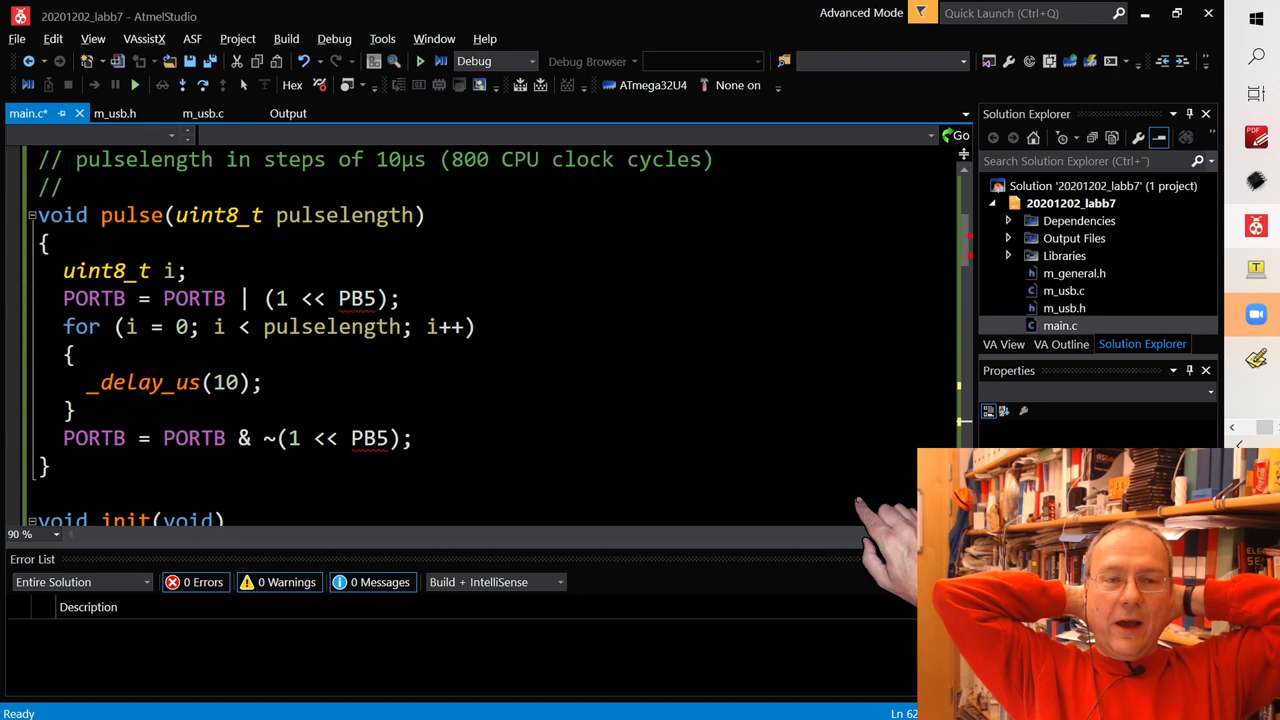 20201202_labb7 - AtmelStudio
Advanced Mode
Quick Launch (Ctrl+Q)
File Edit View VAssistX ASF Project Build Debug Tools Window Help
Debug
Debug Browser
Hex
ATmega32U4
None on
main.c*
m_usb.h
m_usb.c
Output
Go
// pulselength in steps of 10µs (800 CPU clock cycles)
//
void pulse(uint8_t pulselength)
{
uint8_t i;
PORTB = PORTB | (1 << PB5);
for (i = 0; i < pulselength; i++)
{
_delay_us(10);
}
PORTB = PORTB & ~(1 << PB5);
}
void init(void)
90 %
Error List
Entire Solution
0 Errors
0 Warnings
0 Messages
Build + IntelliSense
Description
Ready
Ln 62
Solution Explorer
Search Solution Explorer (Ctrl+¨)
Solution '20201202_labb7' (1 project)
20201202_labb7
Dependencies
Output Files
Libraries
m_general.h
m_usb.c
m_usb.h
main.c
VA View
VA Outline
Solution Explorer
Properties
PDF